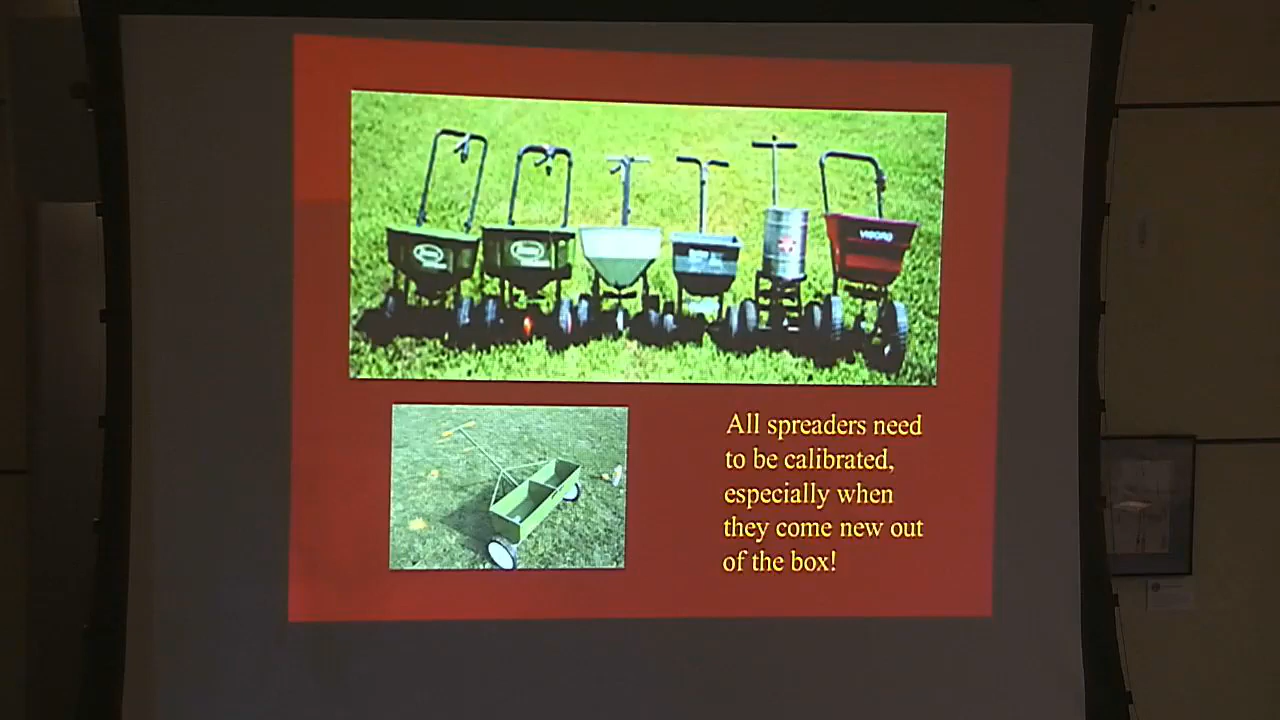 All spreaders need
to be calibrated,
especially when
they come new out
of the box!